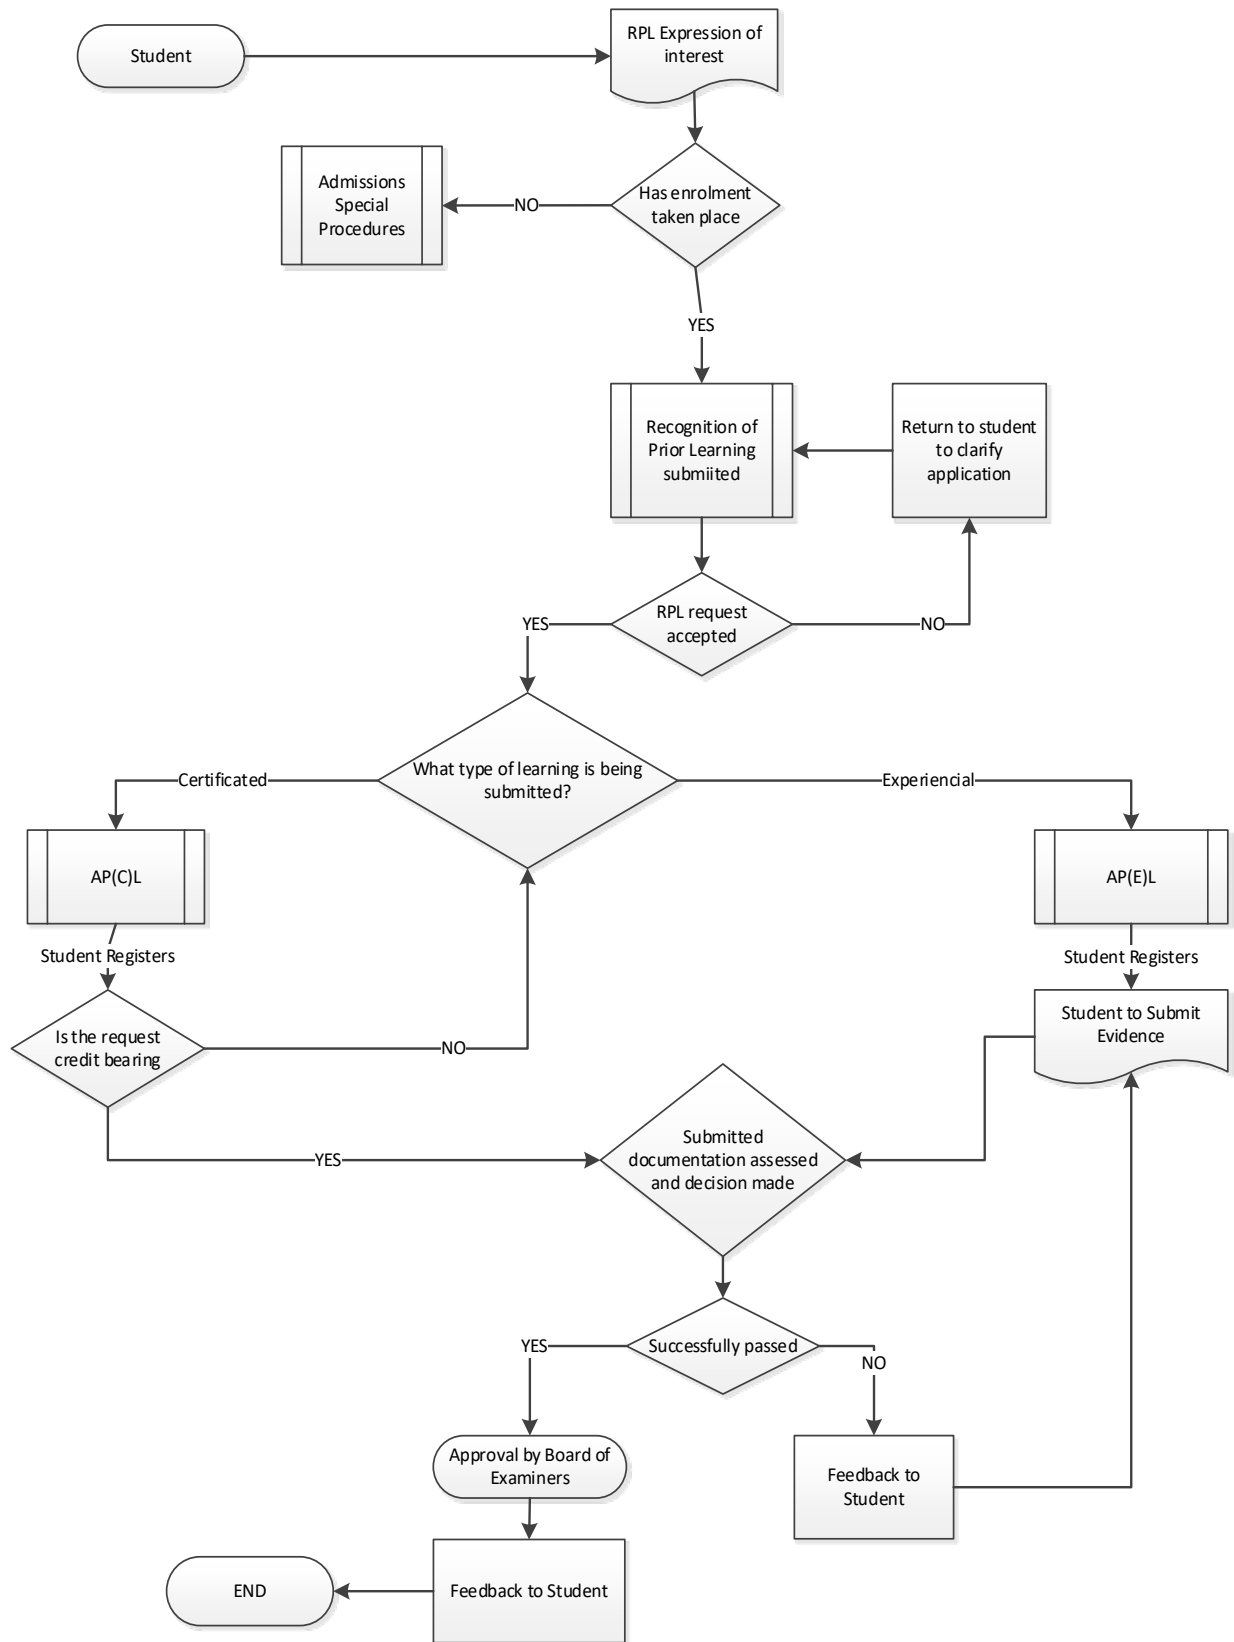 Student
RPL Expression of
interest
Has enrolment
taken place
NO
Admissions
Special
Procedures
YES
Recognition of
Prior Learning
submiited
Return to student
to clarify
application
RPL request
accepted
YES
NO
What type of learning is being
submitted?
Certificated
Experiencial
AP(C)L
AP(E)L
Student Registers
Student Registers
Is the request
credit bearing
NO
Student to Submit
Evidence
YES
Submitted
documentation assessed
and decision made
Successfully passed
YES
NO
Approval by Board of
Examiners
Feedback to
Student
Feedback to Student
END